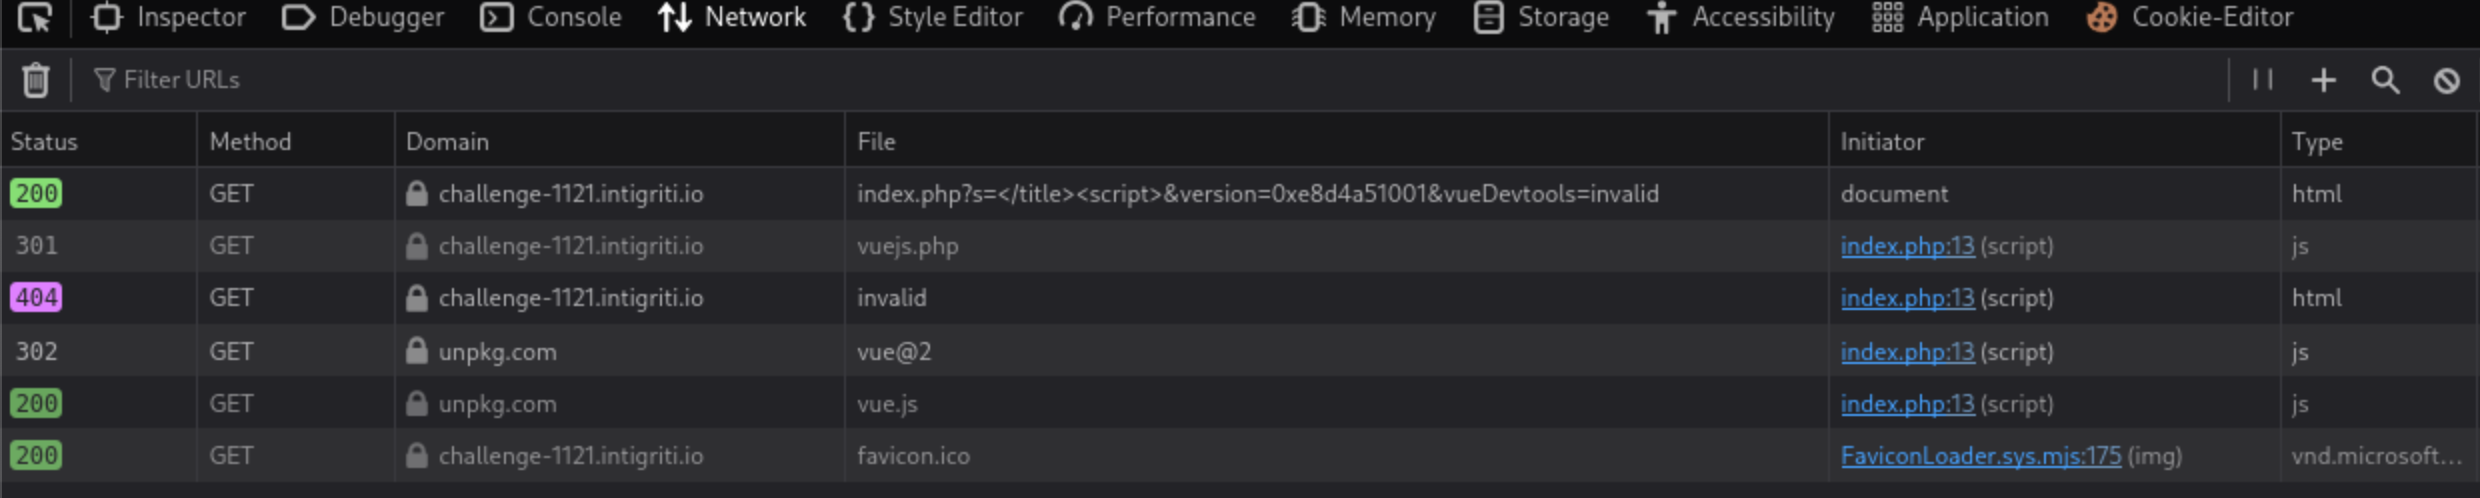 Inspector Debugger Console Network Style Editor Performance Memory Storage Accessibility Application Cookie-Editor
Filter URLs
Status Method Domain File Initiator Type
200 GET challenge-1121.intigriti.io index.php?s=</title><script>&version=0xe8d4a51001&vueDevtools=invalid document html
301 GET challenge-1121.intigriti.io vuejs.php index.php:13 (script) js
404 GET challenge-1121.intigriti.io invalid index.php:13 (script) html
302 GET unpkg.com vue@2 index.php:13 (script) js
200 GET unpkg.com vue.js index.php:13 (script) js
200 GET challenge-1121.intigriti.io favicon.ico FaviconLoader.sys.mjs:175 (img) vnd.microsoft...